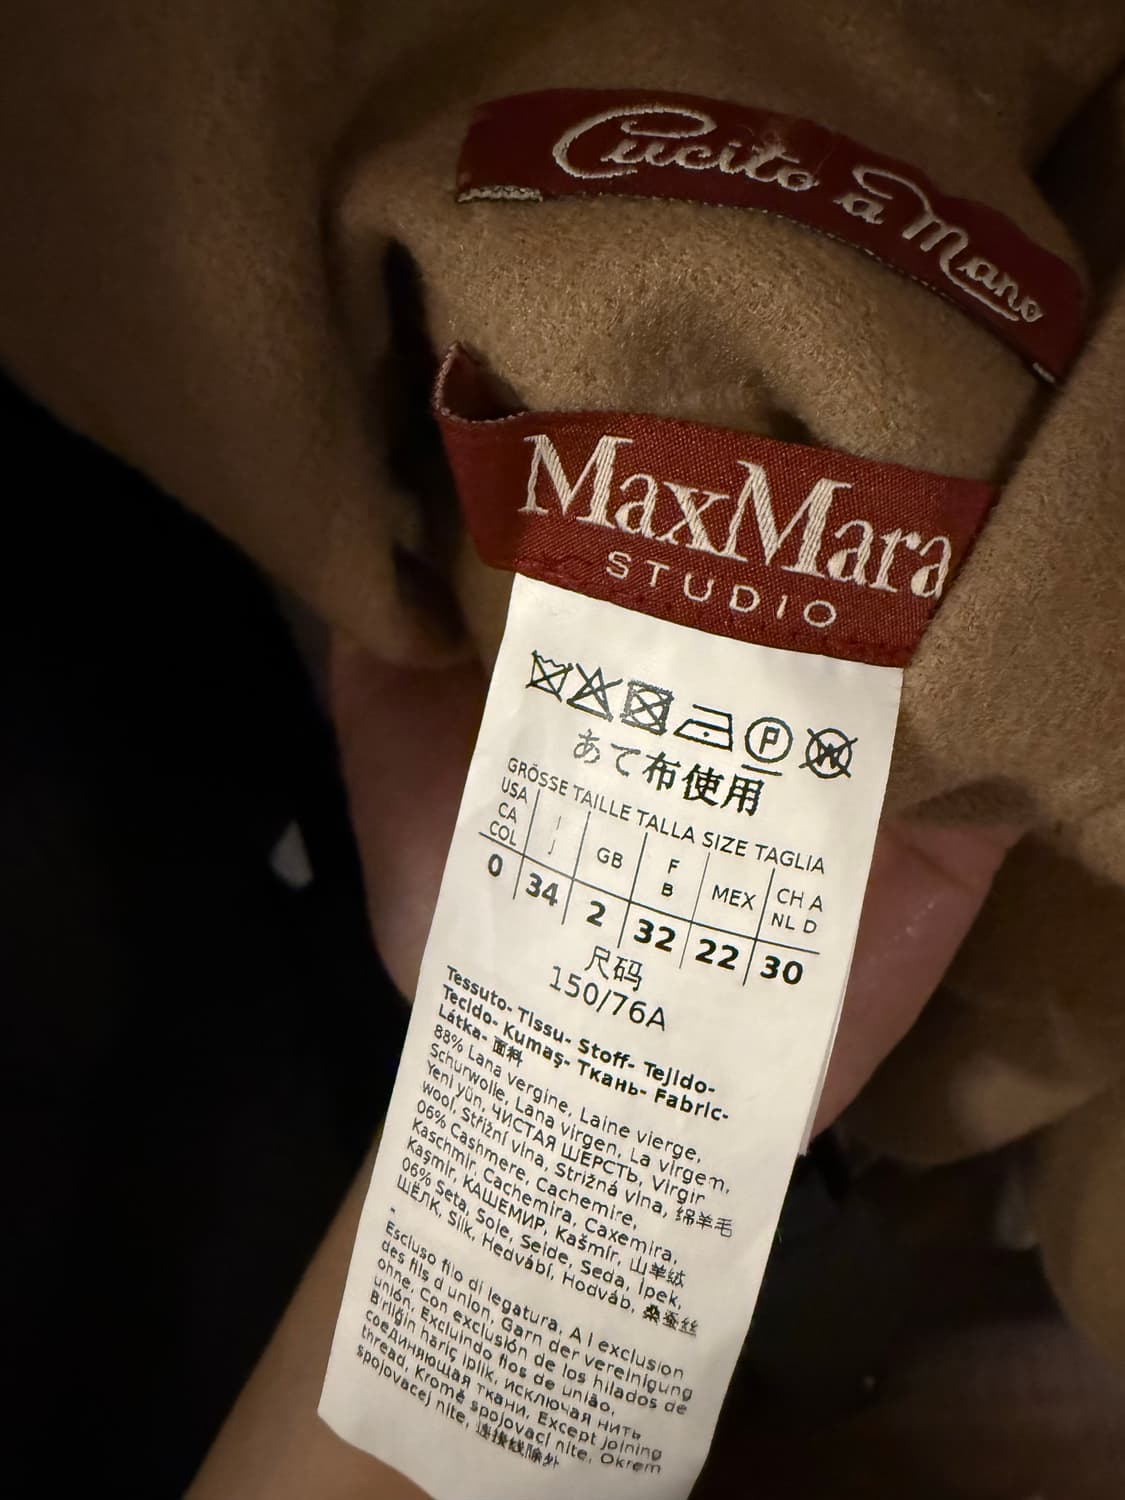 Cucito a Mano
MaxMara
STUDIO
あて布使用
GRÖSSE TAILLE TALLA SIZE TAGLIA
USA
CA
COL
I
J
GB
F
B
MEX
CH A
NL D
0 34 2 32 22 30
尺码
150/76A
Tessuto- Tissu- Stoff- Tejido-
Tecido- Kumaş- Ткань- Fabric-
Látka- 面料
88% Lana vergine, Laine vierge,
Schurwolle, Lana virgen, La virgem,
Yeni yün, ЧИСТАЯ ШЕРСТЬ, Virgin
wool, Střižní vlna, Strižná vlna, 绵羊毛
06% Cashmere, Cachemire,
Kaschmir, Cachemira, Caxemira,
Kaşmir, КАШЕМИР, Kašmír, 山羊绒
06% Seta, Soie, Seide, Seda, İpek,
ШЁЛК, Silk, Hedvábí, Hodváb, 桑蚕丝
-
Escluso filo di legatura, A l exclusion
des fils d union, Garn der vereinigung
ohne, Con exclusión de los hilados de
unión, Excluindo fios de união,
Birliğin hariç iplik, исключая нить
соединяющая ткани, Except joining
thread, Kromě spojovací nite, Okrem
spojovacej nite, 连接线除外